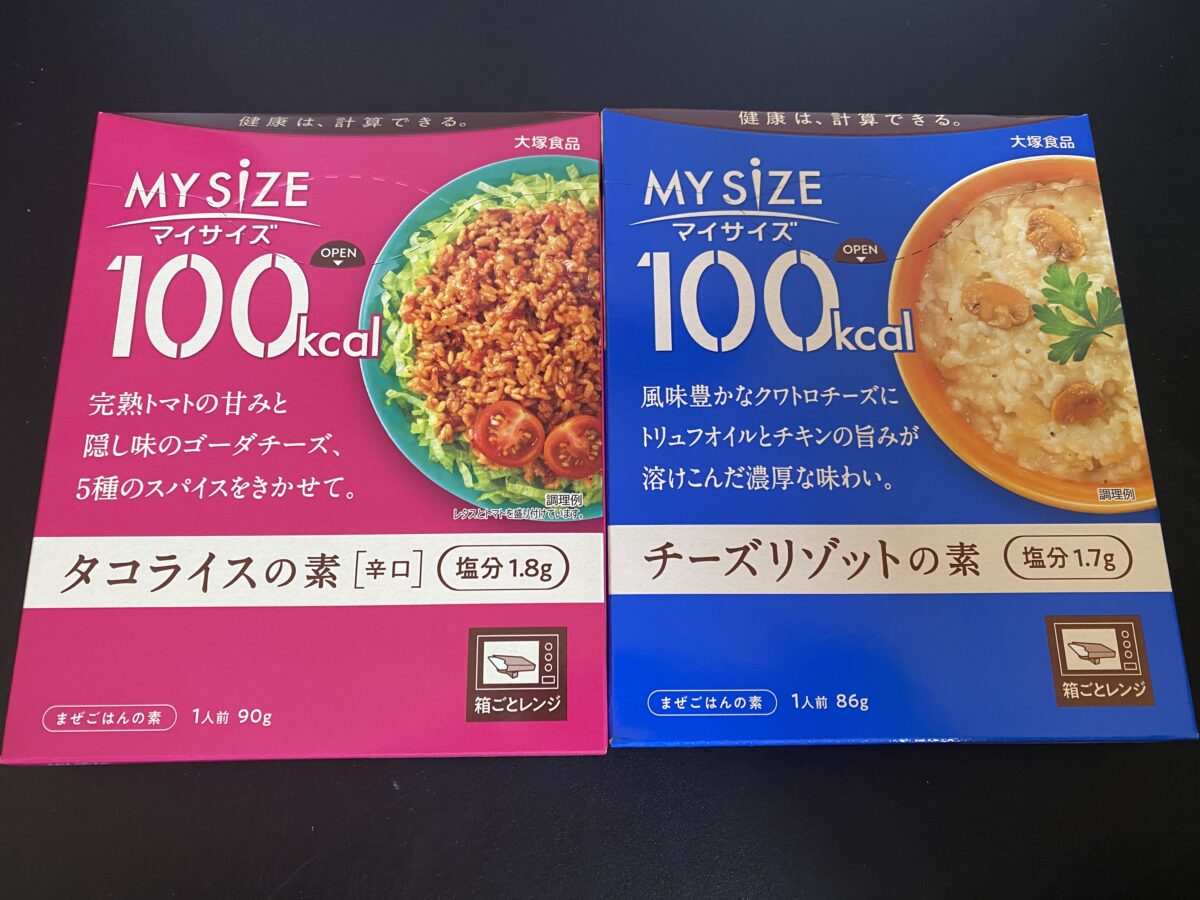 健康は、計算できる。
大塚食品
MY SiZE
マイサイズ
OPEN
100kcal
完熟トマトの甘みと
隠し味のゴーダチーズ、
5種のスパイスをきかせて。
調理例
レタスとトマトを盛り付けています。
タコライスの素[辛口] 塩分1.8g
箱ごとレンジ
まぜごはんの素 1人前 90g
健康は、計算できる。
大塚食品
MY SiZE
マイサイズ
OPEN
100kcal
風味豊かなクワトロチーズに
トリュフオイルとチキンの旨みが
溶けこんだ濃厚な味わい。
調理例
チーズリゾットの素 塩分1.7g
箱ごとレンジ
まぜごはんの素 1人前 86g